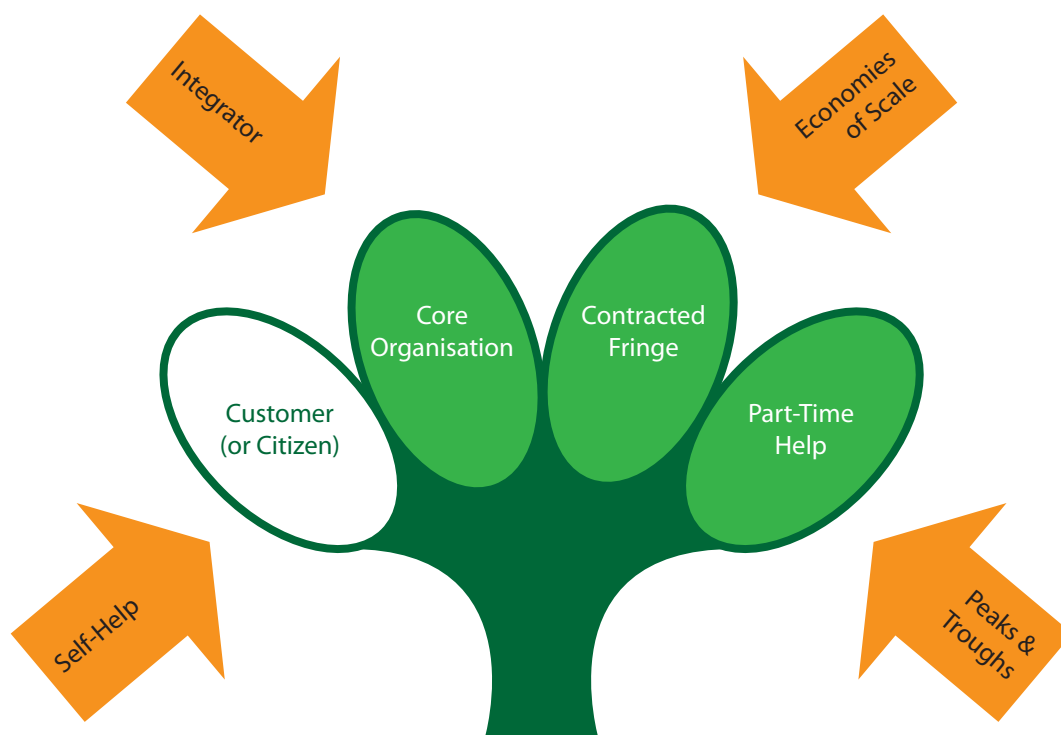 Integrator
Economies
of Scale
Core
Organisation
Contracted
Fringe
Customer
(or Citizen)
Part-Time
Help
Self-Help
Peaks &
Troughs